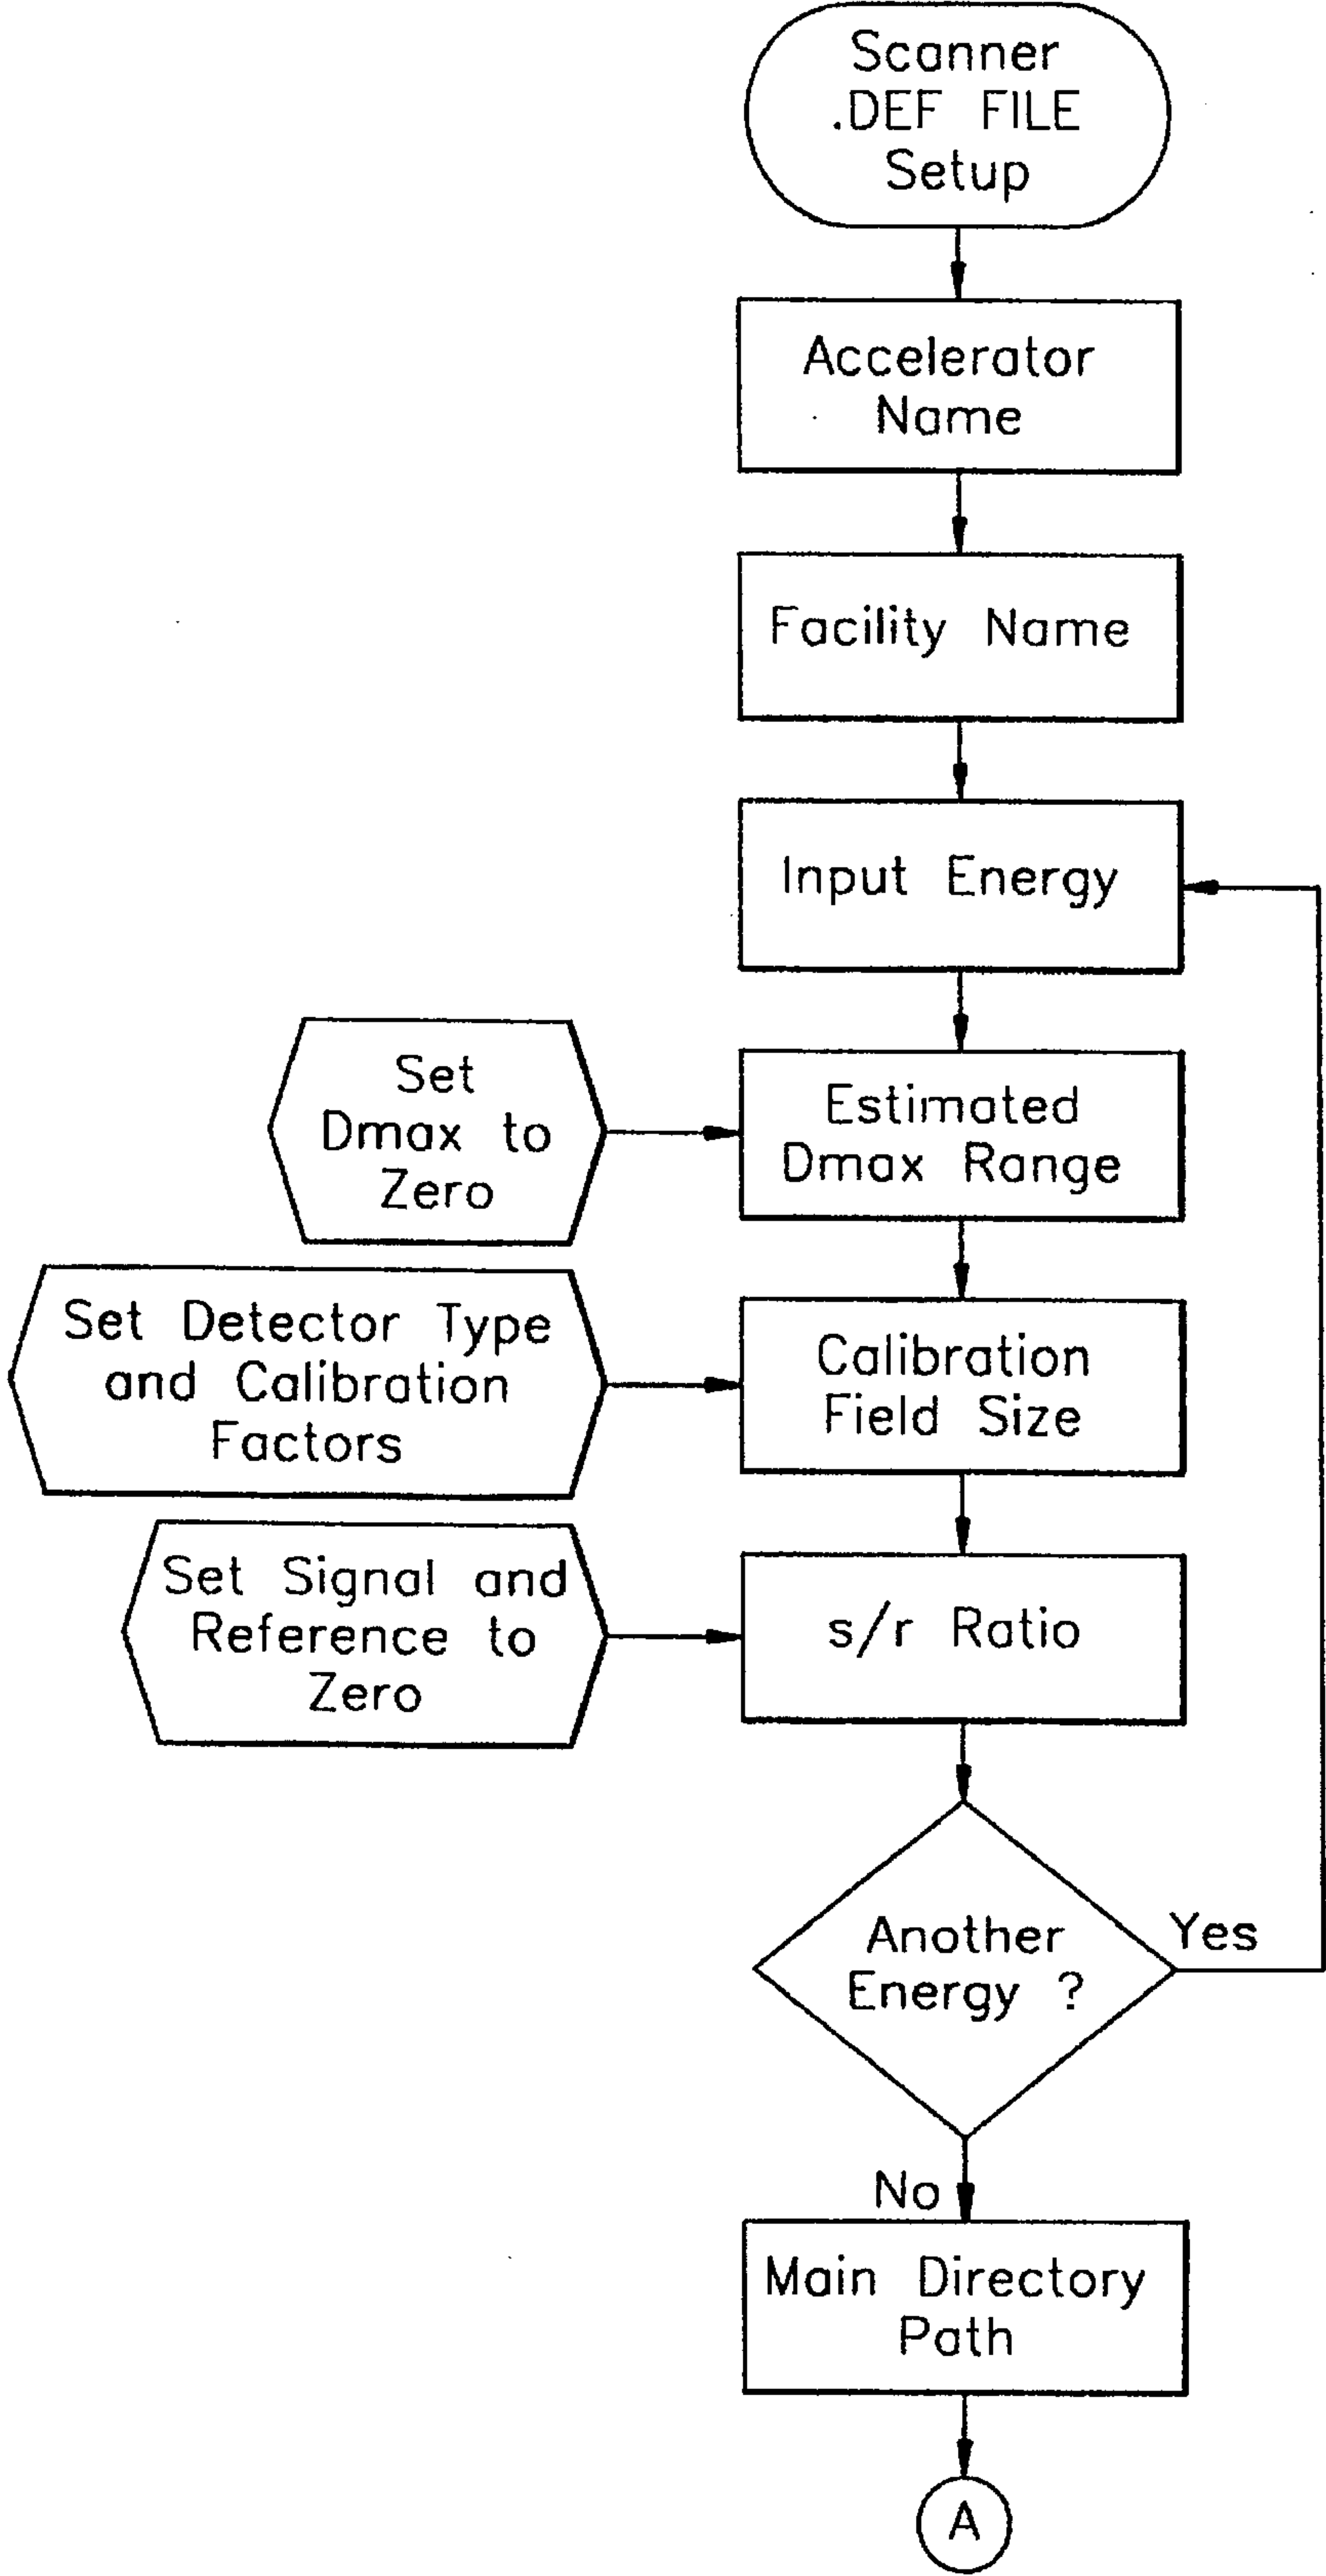 Scanner
.DEF FILE
Setup
Accelerator
Name
Facility Name
Input Energy
Set
Dmax to
Zero
Estimated
Dmax Range
Set Detector Type
and Calibration
Factors
Calibration
Field Size
Set Signal and
Reference to
Zero
s/r Ratio
Another
Energy ?
Yes
No
Main Directory
Path
A